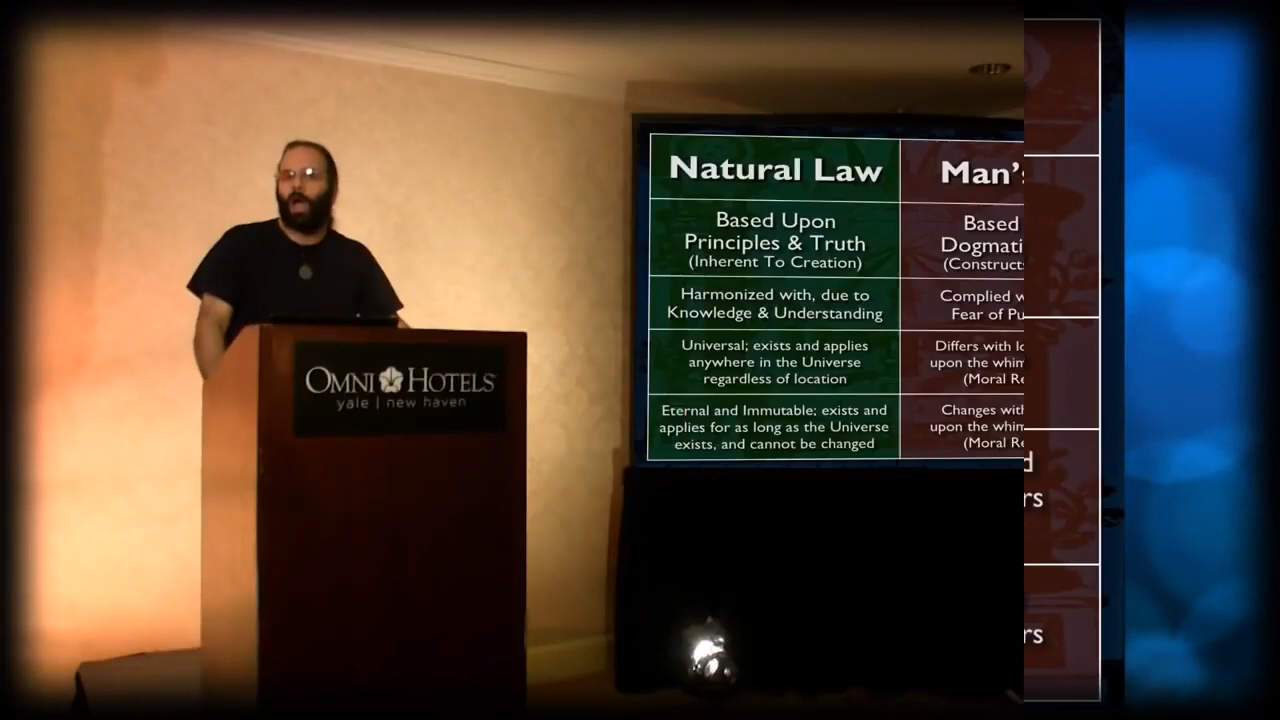 OMNI HOTELS
yale | new haven
Natural Law
Based Upon
Principles & Truth
(Inherent To Creation)
Harmonized with, due to
Knowledge & Understanding
Universal; exists and applies
anywhere in the Universe
regardless of location
Eternal and Immutable; exists and
applies for as long as the Universe
exists, and cannot be changed
Man's
Based
Dogmati
(Constructs
Complied w
Fear of Pu
Differs with lo
upon the whim
(Moral Re
Changes with
upon the whim
(Moral Re
d
rs
rs